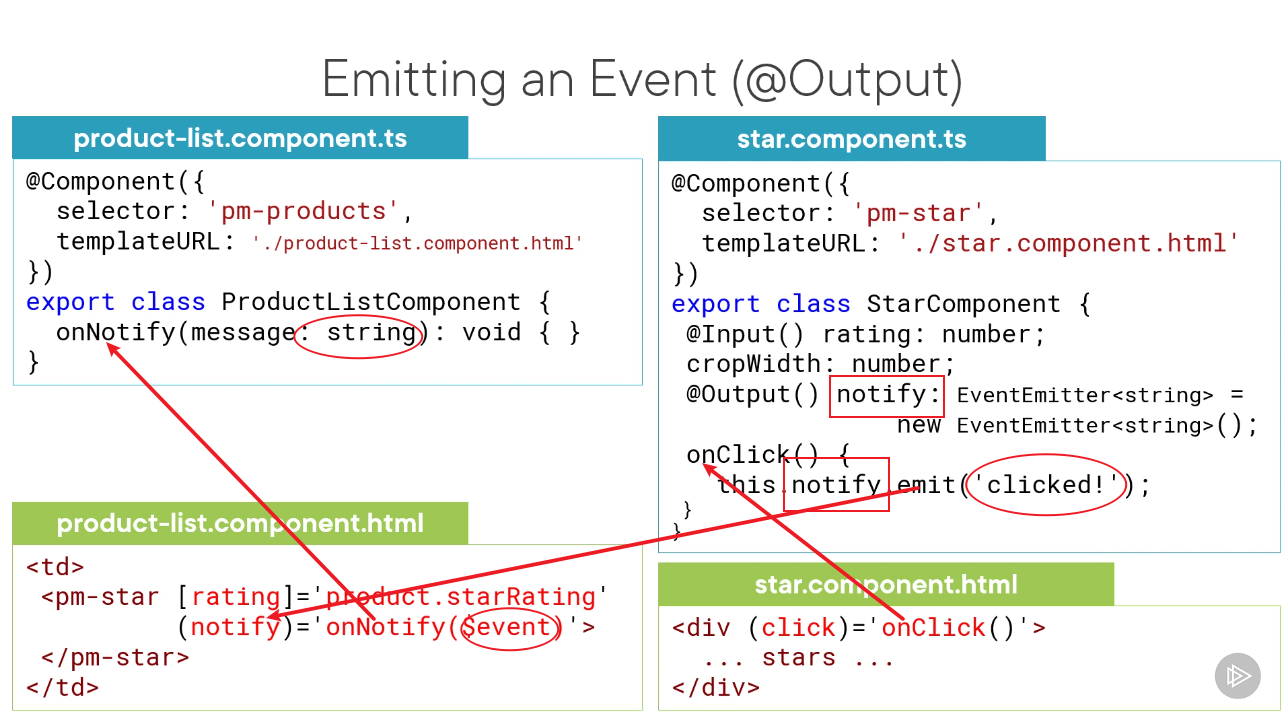 Emitting an Event (@Output)
product-list.component.ts
@Component({
  selector: 'pm-products',
  templateURL: './product-list.component.html'
})
export class ProductListComponent {
  onNotify(message: string): void { }
}
product-list.component.html
<td>
 <pm-star [rating]='product.starRating'
          (notify)='onNotify($event)'>
 </pm-star>
</td>
star.component.ts
@Component({
  selector: 'pm-star',
  templateURL: './star.component.html'
})
export class StarComponent {
 @Input() rating: number;
 cropWidth: number;
 @Output() notify: EventEmitter<string> =
               new EventEmitter<string>();
 onClick() {
   this.notify.emit('clicked!');
 }
}
star.component.html
<div (click)='onClick()'>
  ... stars ...
</div>